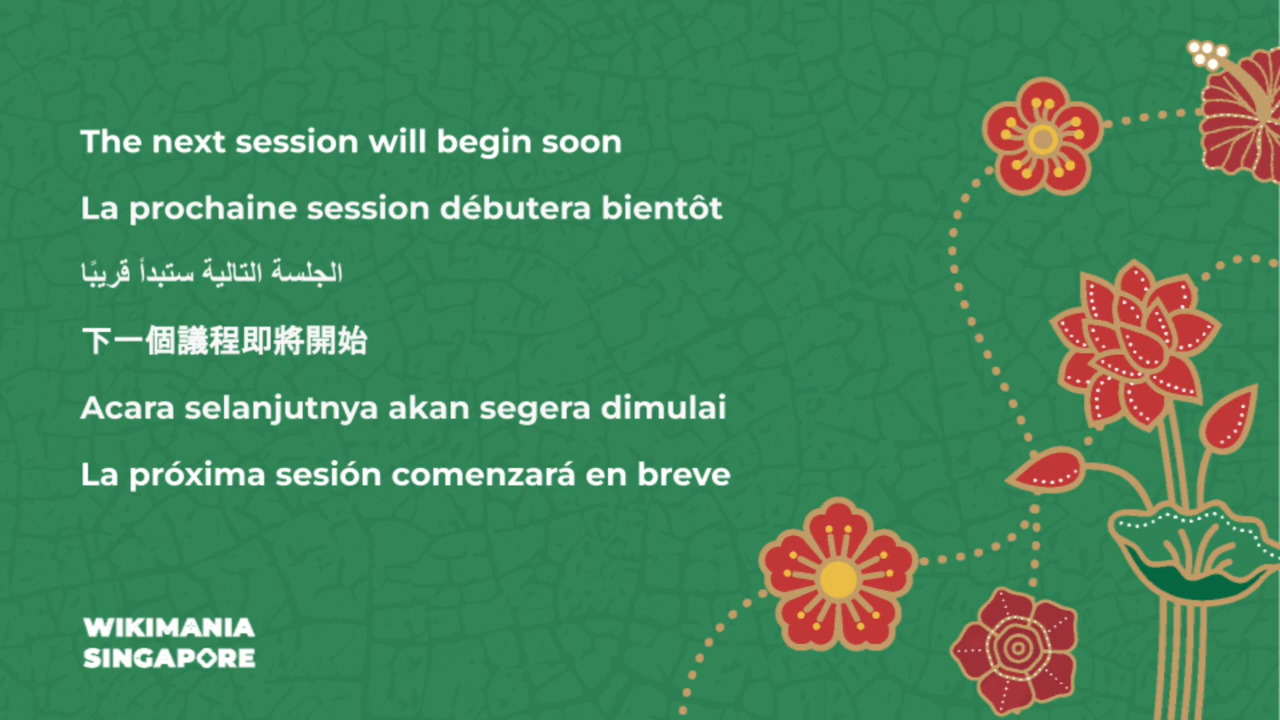 The next session will begin soon
La prochaine session débutera bientôt
الجلسة التالية ستبدأ قريبًا
下一個議程即將開始
Acara selanjutnya akan segera dimulai
La próxima sesión comenzará en breve
WIKIMANIA
SINGAPORE